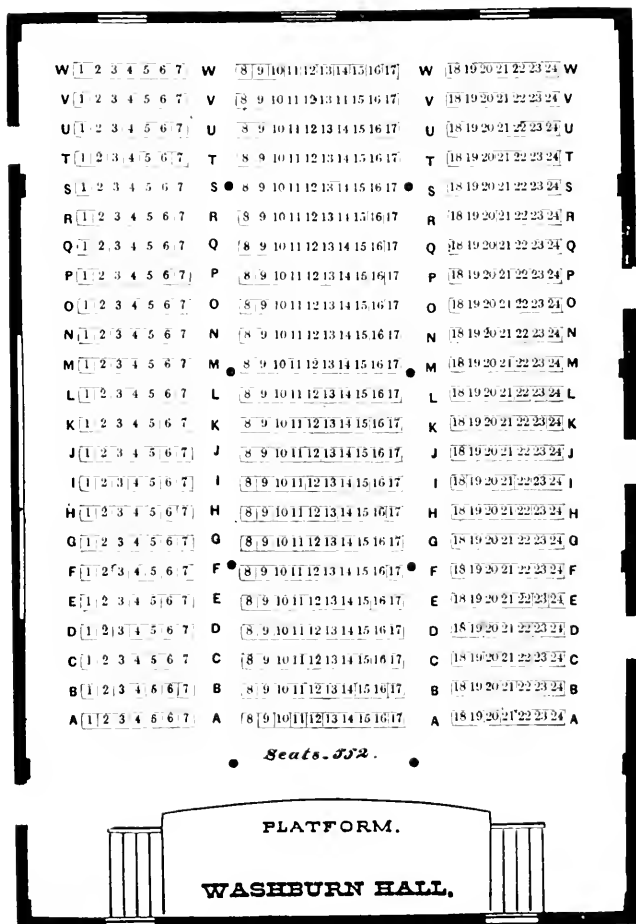 W 1 2 3 4 5 6 7 W 8 9 10 11 12 13 14 15 16 17 W 18 19 20 21 22 23 24 W
V 1 2 3 4 5 6 7 V 8 9 10 11 12 13 14 15 16 17 V 18 19 20 21 22 23 24 V
U 1 2 3 4 5 6 7 U 8 9 10 11 12 13 14 15 16 17 U 18 19 20 21 22 23 24 U
T 1 2 3 4 5 6 7 T 8 9 10 11 12 13 14 15 16 17 T 18 19 20 21 22 23 24 T
S 1 2 3 4 5 6 7 S 8 9 10 11 12 13 14 15 16 17 S 18 19 20 21 22 23 24 S
R 1 2 3 4 5 6 7 R 8 9 10 11 12 13 14 15 16 17 R 18 19 20 21 22 23 24 R
Q 1 2 3 4 5 6 7 Q 8 9 10 11 12 13 14 15 16 17 Q 18 19 20 21 22 23 24 Q
P 1 2 3 4 5 6 7 P 8 9 10 11 12 13 14 15 16 17 P 18 19 20 21 22 23 24 P
O 1 2 3 4 5 6 7 O 8 9 10 11 12 13 14 15 16 17 O 18 19 20 21 22 23 24 O
N 1 2 3 4 5 6 7 N 8 9 10 11 12 13 14 15 16 17 N 18 19 20 21 22 23 24 N
M 1 2 3 4 5 6 7 M 8 9 10 11 12 13 14 15 16 17 M 18 19 20 21 22 23 24 M
L 1 2 3 4 5 6 7 L 8 9 10 11 12 13 14 15 16 17 L 18 19 20 21 22 23 24 L
K 1 2 3 4 5 6 7 K 8 9 10 11 12 13 14 15 16 17 K 18 19 20 21 22 23 24 K
J 1 2 3 4 5 6 7 J 8 9 10 11 12 13 14 15 16 17 J 18 19 20 21 22 23 24 J
I 1 2 3 4 5 6 7 I 8 9 10 11 12 13 14 15 16 17 I 18 19 20 21 22 23 24 I
H 1 2 3 4 5 6 7 H 8 9 10 11 12 13 14 15 16 17 H 18 19 20 21 22 23 24 H
G 1 2 3 4 5 6 7 G 8 9 10 11 12 13 14 15 16 17 G 18 19 20 21 22 23 24 G
F 1 2 3 4 5 6 7 F 8 9 10 11 12 13 14 15 16 17 F 18 19 20 21 22 23 24 F
E 1 2 3 4 5 6 7 E 8 9 10 11 12 13 14 15 16 17 E 18 19 20 21 22 23 24 E
D 1 2 3 4 5 6 7 D 8 9 10 11 12 13 14 15 16 17 D 18 19 20 21 22 23 24 D
C 1 2 3 4 5 6 7 C 8 9 10 11 12 13 14 15 16 17 C 18 19 20 21 22 23 24 C
B 1 2 3 4 5 6 7 B 8 9 10 11 12 13 14 15 16 17 B 18 19 20 21 22 23 24 B
A 1 2 3 4 5 6 7 A 8 9 10 11 12 13 14 15 16 17 A 18 19 20 21 22 23 24 A
Seats. 552.
PLATFORM.
WASHBURN HALL.